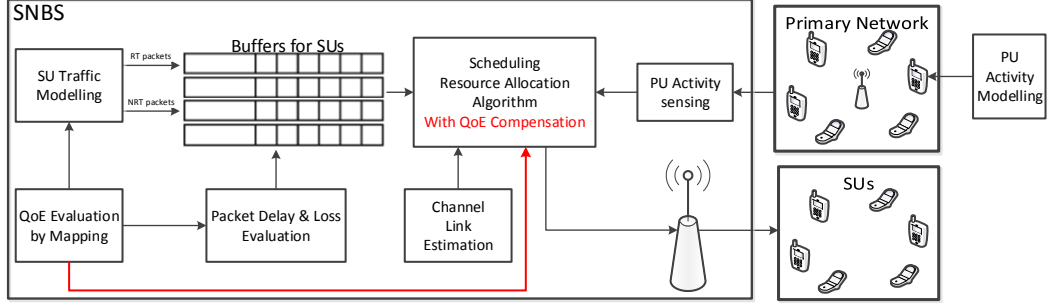 SNBS
SU Traffic
Modelling
RT packets
NRT packets
Buffers for SUs
Scheduling
Resource Allocation
Algorithm
With QoE Compensation
PU Activity
sensing
Primary Network
PU
Activity
Modelling
QoE Evaluation
by Mapping
Packet Delay & Loss
Evaluation
Channel
Link
Estimation
SUs